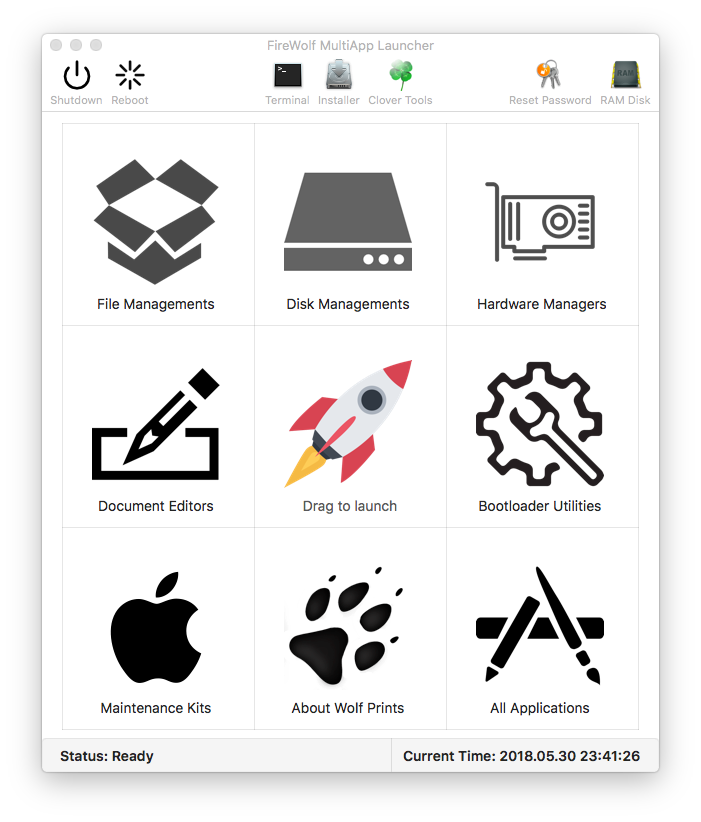 FireWolf MultiApp Launcher
Shutdown Reboot Terminal Installer Clover Tools Reset Password RAM Disk
RAM
File Managements Disk Managements Hardware Managers
Document Editors Drag to launch Bootloader Utilities
Maintenance Kits About Wolf Prints All Applications
Status: Ready Current Time: 2018.05.30 23:41:26